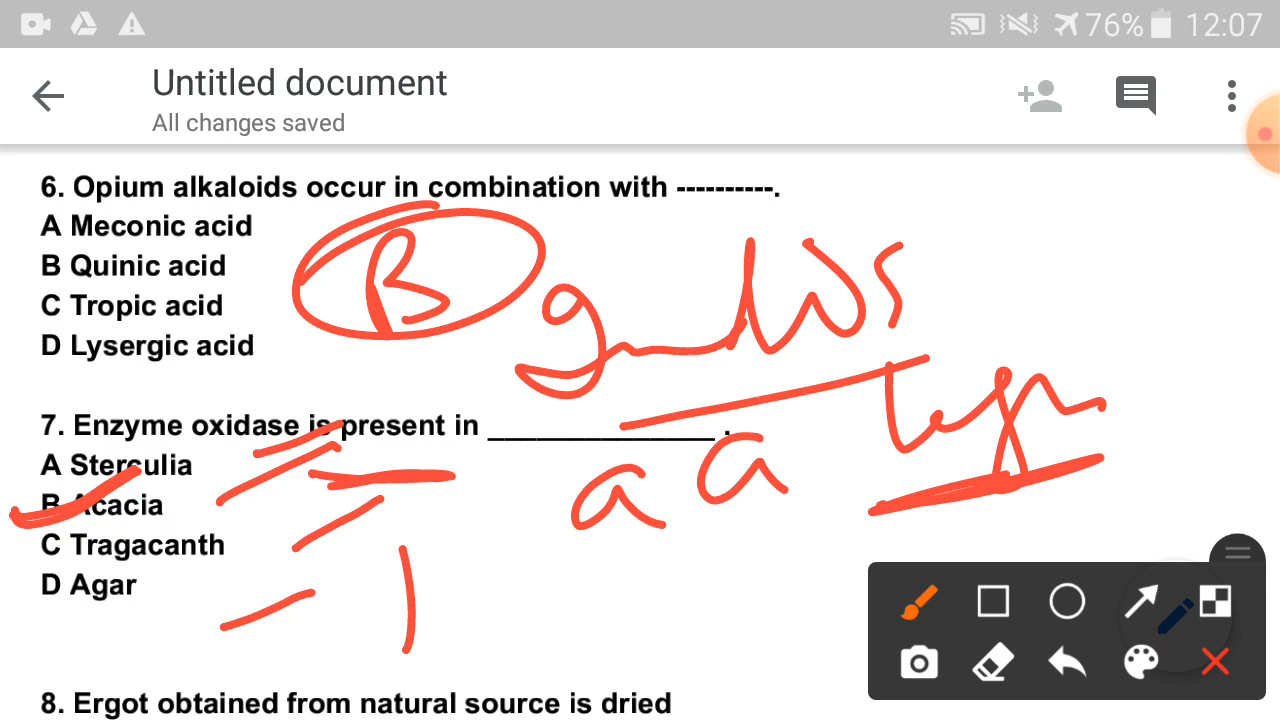 76% 12:07
Untitled document
All changes saved
6. Opium alkaloids occur in combination with ----------.
A Meconic acid
B Quinic acid
C Tropic acid
D Lysergic acid
B
7. Enzyme oxidase is present in ______________ .
A Sterculia
B Acacia
C Tragacanth
D Agar
a a
8. Ergot obtained from natural source is dried